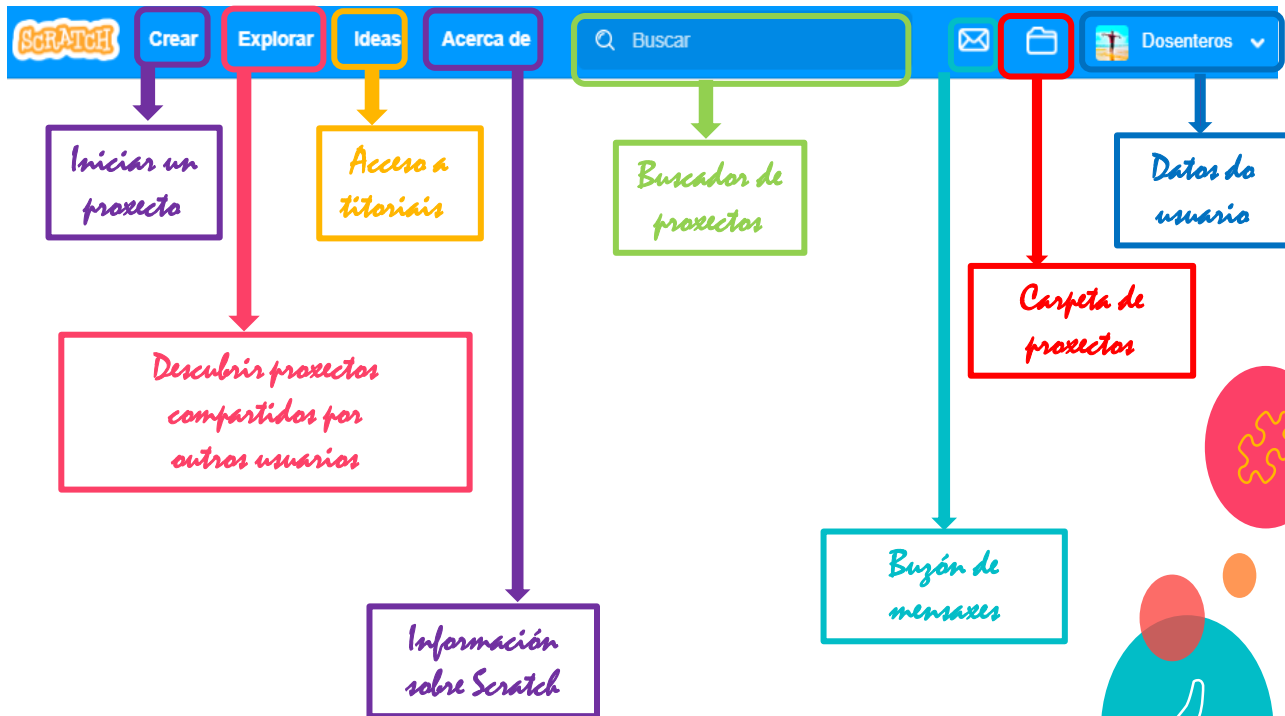 SCRATCH Crear Explorar Ideas Acerca de Buscar Dosenteros
Iniciar un
proxecto
Acceso a
titoriais
Buscador de
proxectos
Datos do
usuario
Carpeta de
proxectos
Descubrir proxectos
compartidos por
outros usuarios
Buzón de
mensaxes
Información
sobre Scratch